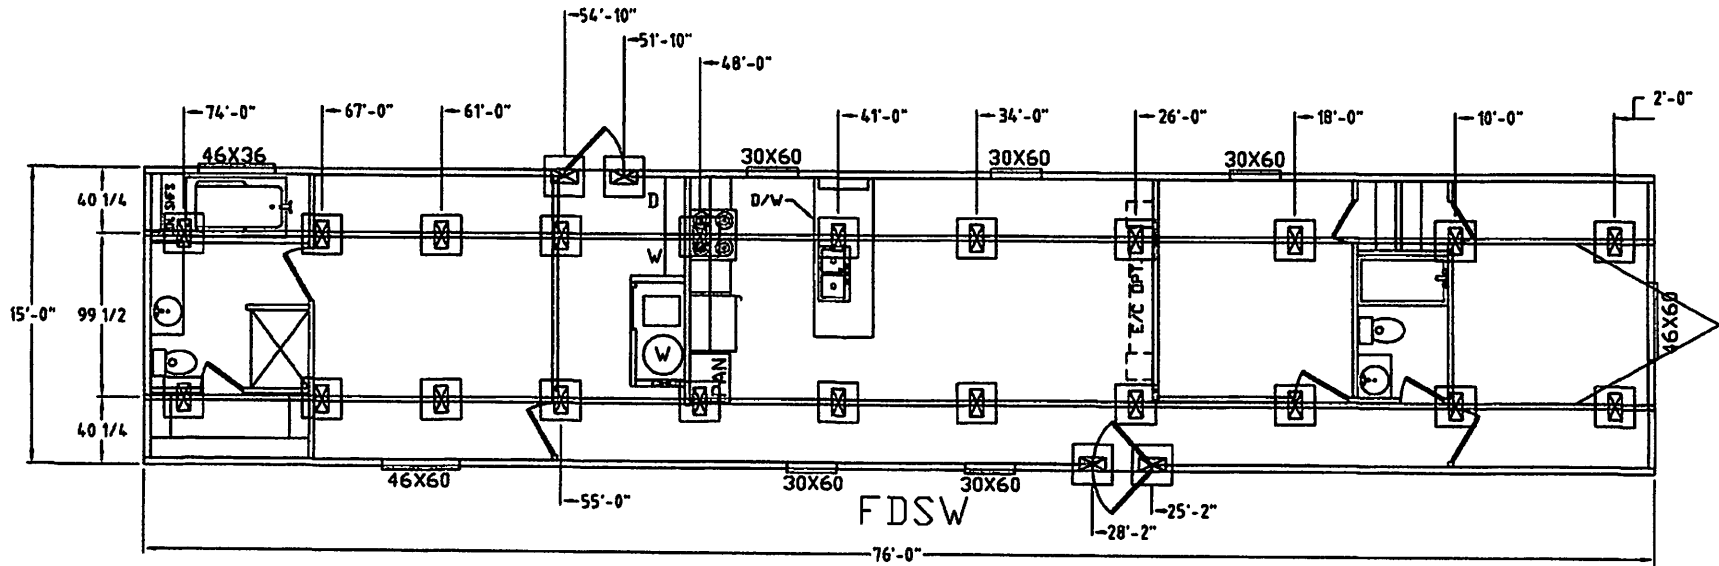 54'-10"
51'-10"
48'-0"
74'-0"
67'-0"
61'-0"
41'-0"
34'-0"
26'-0"
18'-0"
10'-0"
2'-0"
46X36
30X60
30X60
30X60
40 1/4
D
D/W
W
15'-0"
99 1/2
E/C OPT.
46X60
W
PAN
40 1/4
46X60
30X60
30X60
55'-0"
FDSW
25'-2"
28'-2"
76'-0"